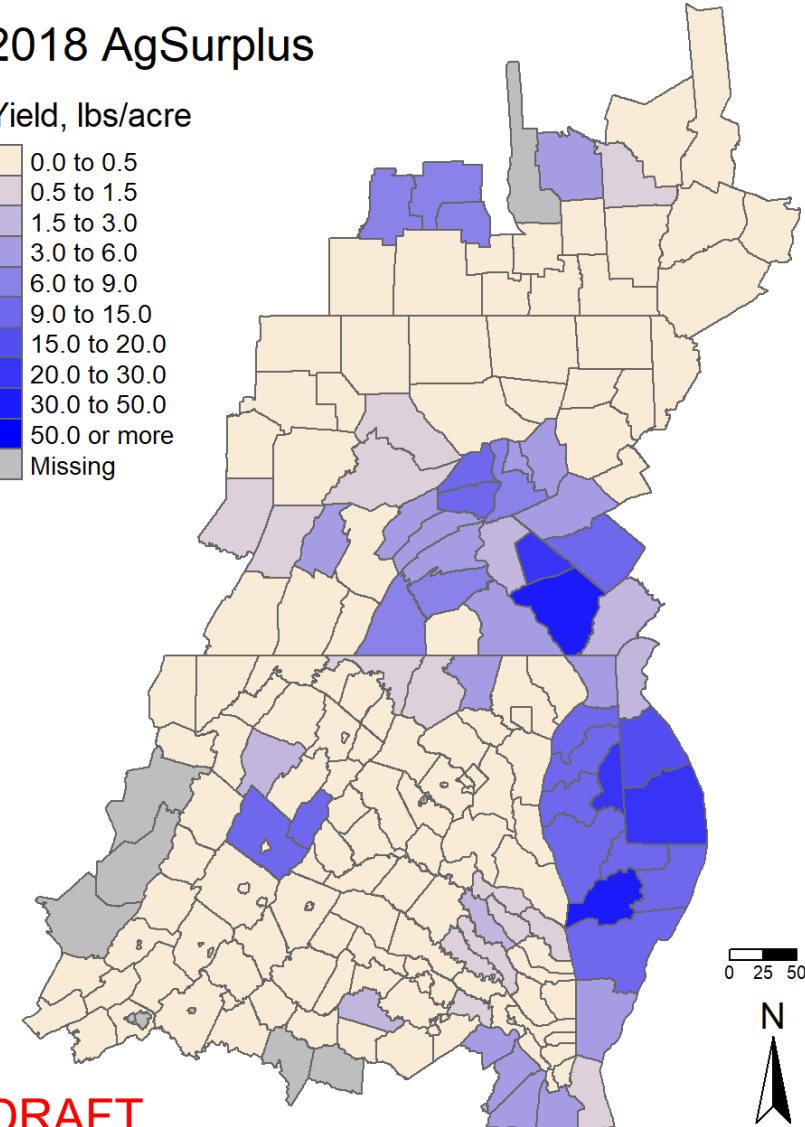 2018 AgSurplus
Yield, lbs/acre
0.0 to 0.5
0.5 to 1.5
1.5 to 3.0
3.0 to 6.0
6.0 to 9.0
9.0 to 15.0
15.0 to 20.0
20.0 to 30.0
30.0 to 50.0
50.0 or more
Missing
0 25 50
N
DRAFT